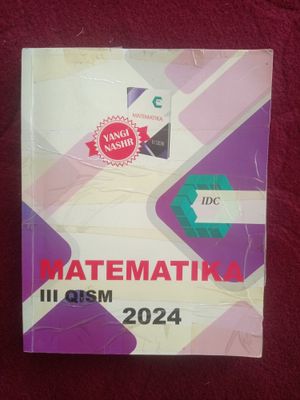 MATEMATIKA
YANGI
NASHR
IDC
MATEMATIKA
III QISM
2024